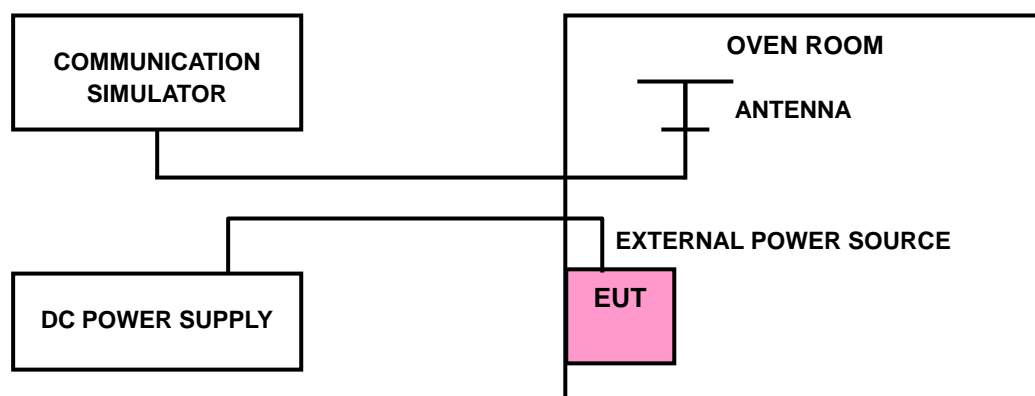 COMMUNICATION
SIMULATOR
OVEN ROOM
ANTENNA
EXTERNAL POWER SOURCE
DC POWER SUPPLY
EUT